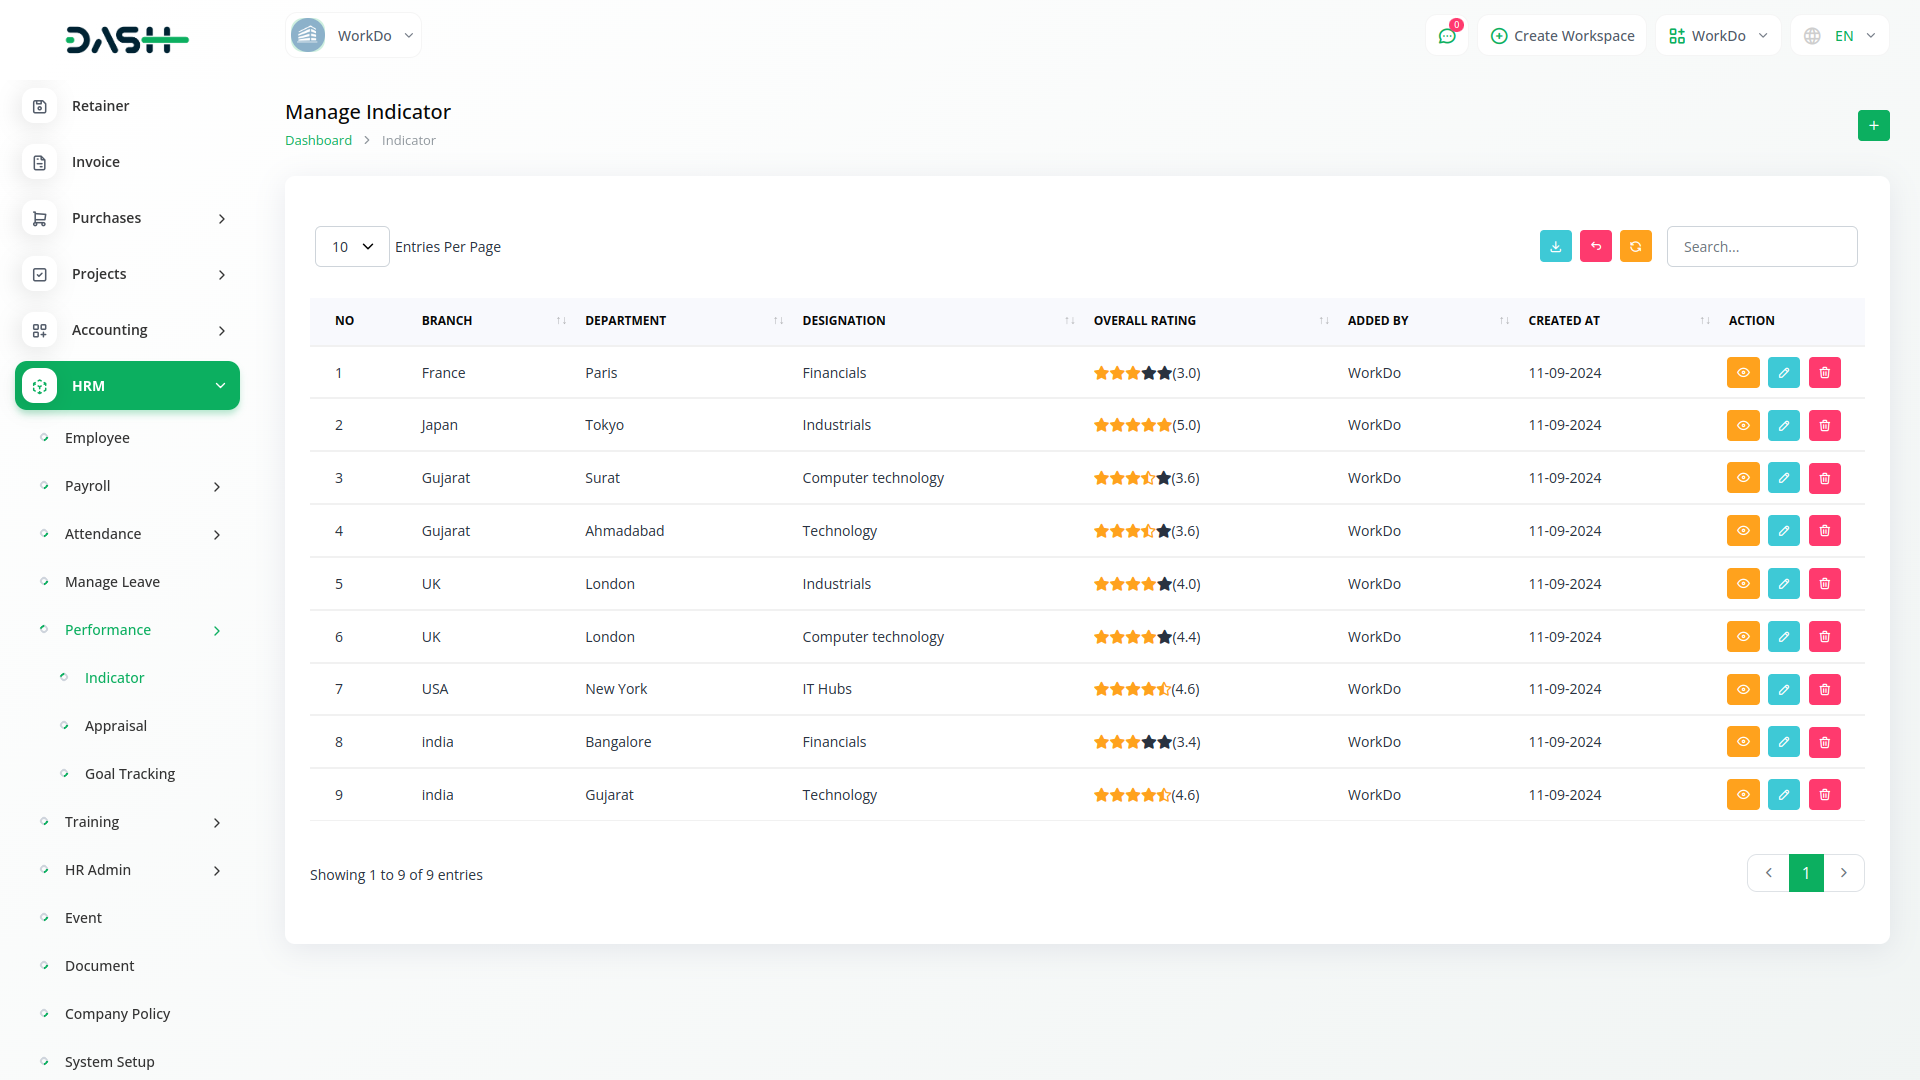 DASH
WorkDo
0
Create Workspace
WorkDo
EN
Retainer
Invoice
Purchases
Projects
Accounting
HRM
Employee
Payroll
Attendance
Manage Leave
Performance
Indicator
Appraisal
Goal Tracking
Training
HR Admin
Event
Document
Company Policy
System Setup
Manage Indicator
Dashboard > Indicator
10 Entries Per Page
Search...
NO BRANCH DEPARTMENT DESIGNATION OVERALL RATING ADDED BY CREATED AT ACTION
1 France Paris Financials (3.0) WorkDo 11-09-2024
2 Japan Tokyo Industrials (5.0) WorkDo 11-09-2024
3 Gujarat Surat Computer technology (3.6) WorkDo 11-09-2024
4 Gujarat Ahmadabad Technology (3.6) WorkDo 11-09-2024
5 UK London Industrials (4.0) WorkDo 11-09-2024
6 UK London Computer technology (4.4) WorkDo 11-09-2024
7 USA New York IT Hubs (4.6) WorkDo 11-09-2024
8 india Bangalore Financials (3.4) WorkDo 11-09-2024
9 india Gujarat Technology (4.6) WorkDo 11-09-2024
Showing 1 to 9 of 9 entries
1